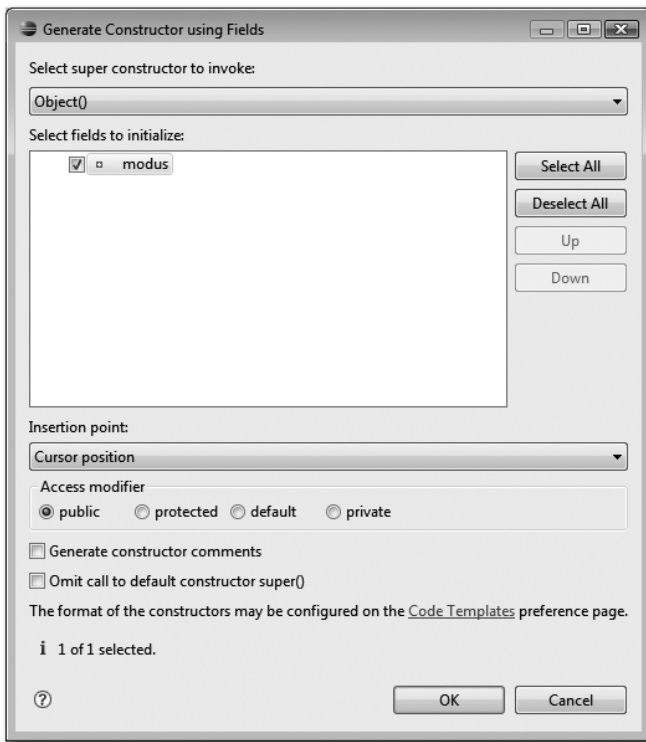 Generate Constructor using Fields
Select super constructor to invoke:
Object()
Select fields to initialize:
modus
Select All
Deselect All
Up
Down
Insertion point:
Cursor position
Access modifier
public protected default private
Generate constructor comments
Omit call to default constructor super()
The format of the constructors may be configured on the Code Templates preference page.
i 1 of 1 selected.
?
OK Cancel